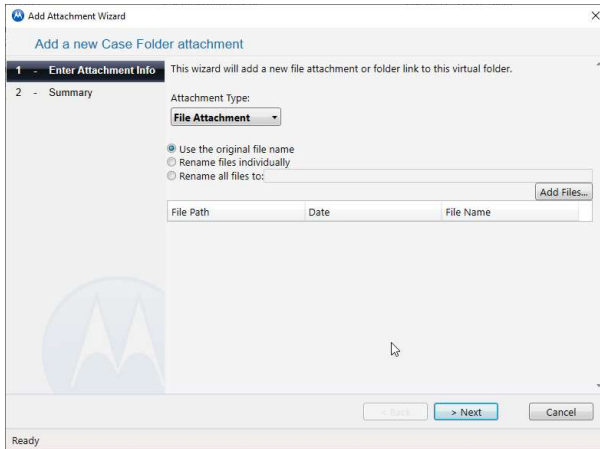 Add Attachment Wizard
Add a new Case Folder attachment
1 - Enter Attachment Info
2 - Summary
This wizard will add a new file attachment or folder link to this virtual folder.
Attachment Type:
File Attachment
Use the original file name
Rename files individually
Rename all files to:
Add Files...
File Path Date File Name
< Back > Next Cancel
Ready